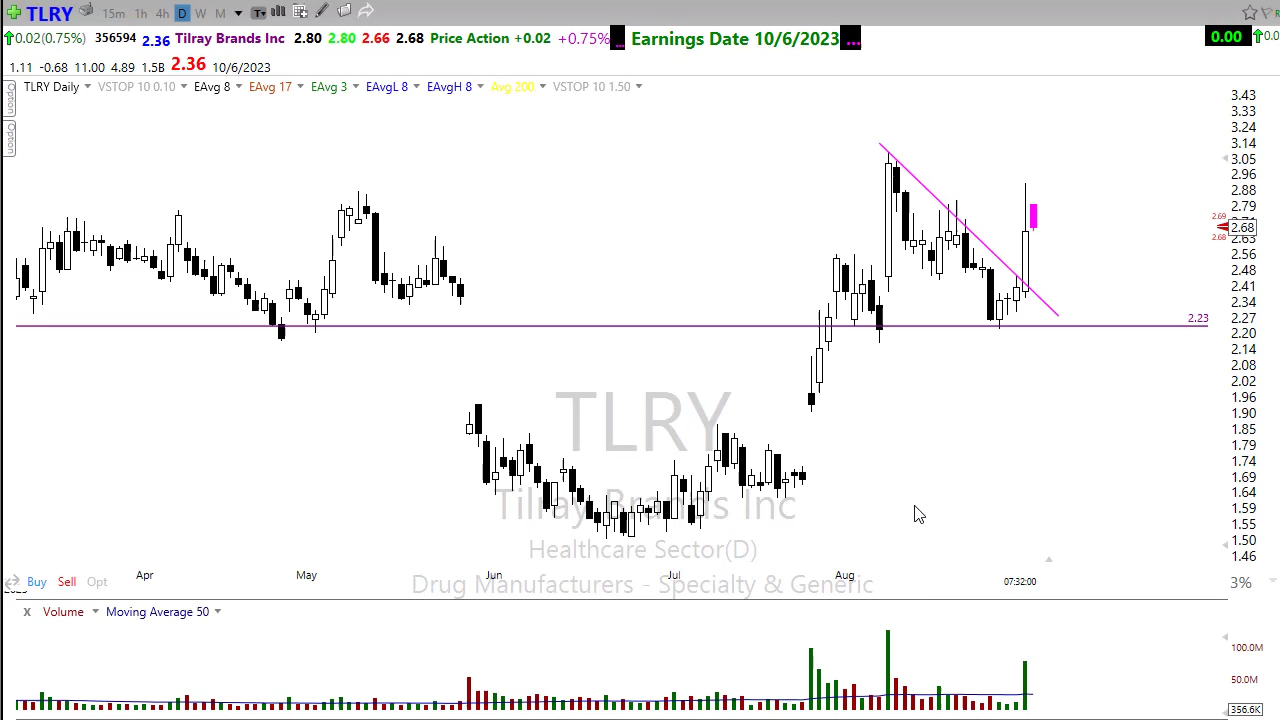 TLRY 15m 1h 4h D W M T
0.02(0.75%) 356594 2.36 Tilray Brands Inc 2.80 2.80 2.66 2.68 Price Action +0.02 +0.75% ... Earnings Date 10/6/2023 ... 0.00 0.0
1.11 -0.68 11.00 4.89 1.5B 2.36 10/6/2023
TLRY Daily VSTOP 10 0.10 EAvg 8 EAvg 17 EAvg 3 EAvgL 8 EAvgH 8 Avg 200 VSTOP 10 1.50
Option
Option
3.43
3.33
3.24
3.14
3.05
2.96
2.88
2.79
2.69
2.68
2.68
2.63
2.56
2.48
2.41
2.34
2.23
2.27
2.20
2.14
2.08
2.02
1.96
1.90
1.85
1.79
1.74
1.69
1.64
1.59
1.55
1.50
1.46
TLRY
Tilray Brands Inc
Healthcare Sector(D)
Drug Manufacturers - Specialty & Generic
Buy Sell Opt
Apr May Jun Jul Aug 07:32:00
3%
X Volume Moving Average 50
100.0M
50.0M
356.6K